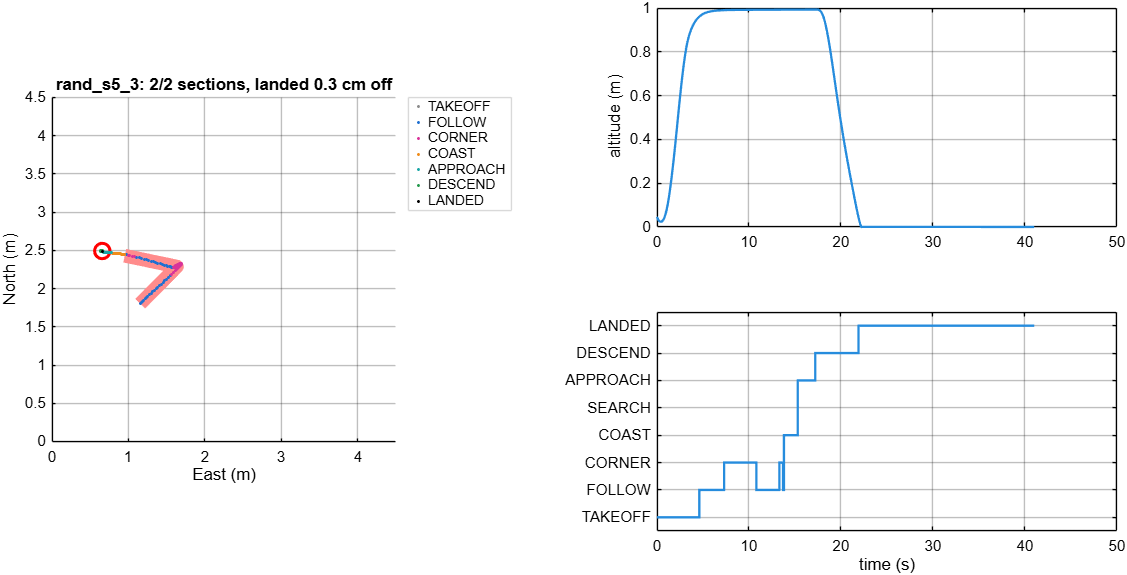 rand_s5_3: 2/2 sections, landed 0.3 cm off
4.5
4
3.5
3
2.5
2
1.5
1
0.5
0
0
1
2
3
4
North (m)
East (m)
TAKEOFF
FOLLOW
CORNER
COAST
APPROACH
DESCEND
LANDED
1
0.8
0.6
0.4
0.2
0
0
10
20
30
40
50
altitude (m)
LANDED
DESCEND
APPROACH
SEARCH
COAST
CORNER
FOLLOW
TAKEOFF
0
10
20
30
40
50
time (s)